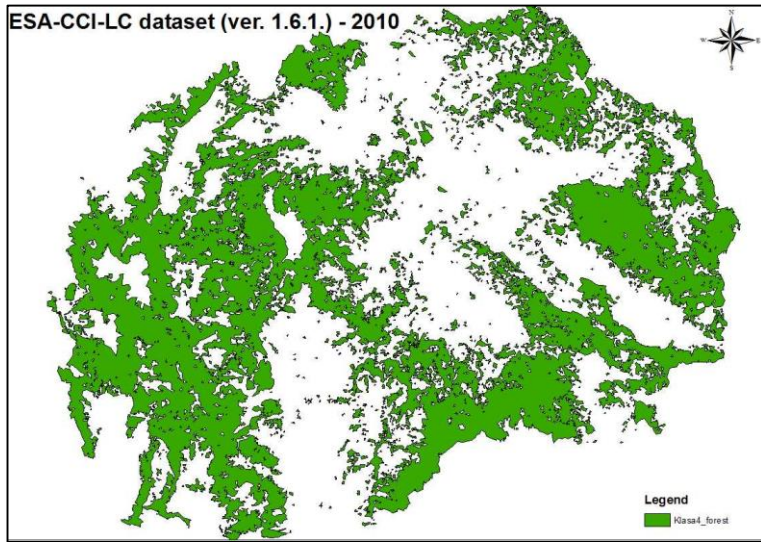 ESA-CCI-LC dataset (ver. 1.6.1.) - 2010
N
W E
S
Legend
Klasa4_forest